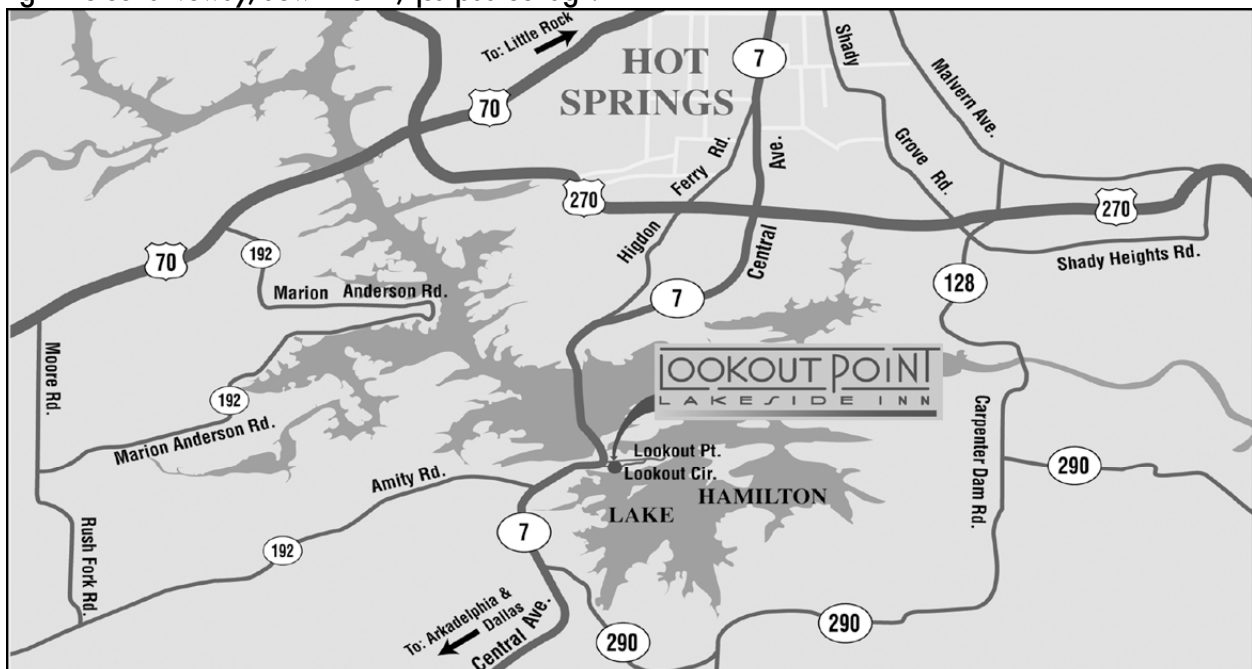 To: Little Rock
HOT
SPRINGS
7
Shady
Malvern Ave.
70
Ferry Rd.
Ave.
Grove Rd.
270
270
Higdon
Central
192
70
Marion Anderson Rd.
7
128
Shady Heights Rd.
Moore Rd.
LOOKOUT POINT
LAKESIDE INN
192
Marion Anderson Rd.
Carpenter Dam Rd.
Lookout Pt.
Lookout Cir.
290
Amity Rd.
HAMILTON
LAKE
7
Rush Fork Rd.
192
To: Arkadelphia &
Dallas
Central Ave.
290
290